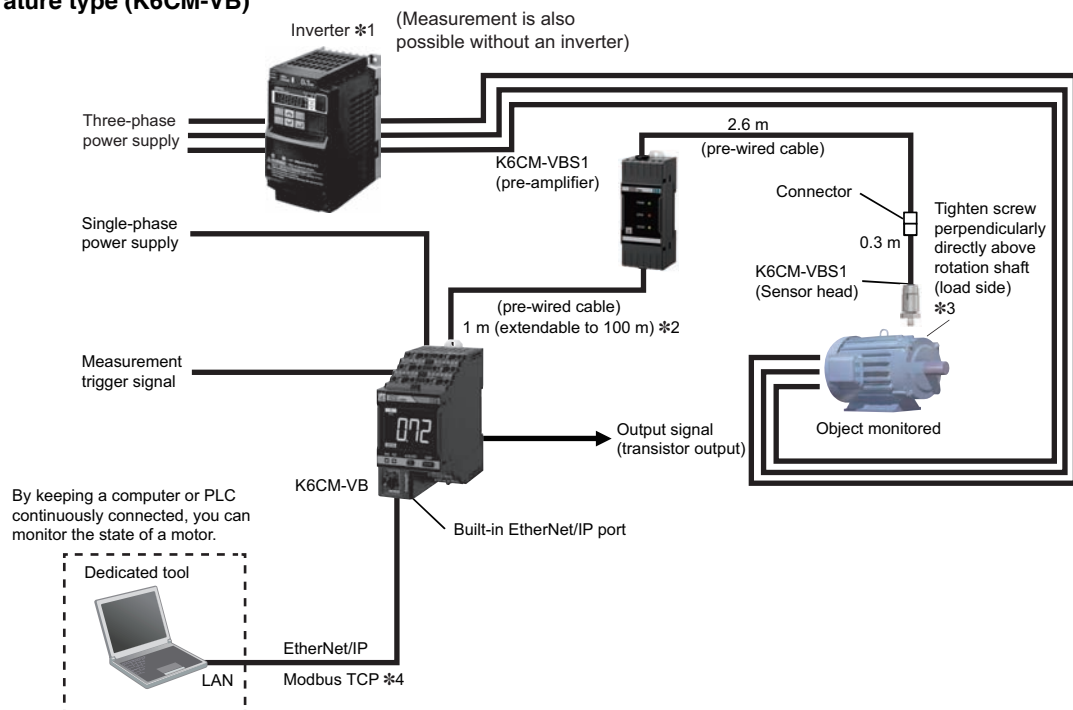 ature type (K6CM-VB)
Inverter ✻1
(Measurement is also
possible without an inverter)
Three-phase
power supply
K6CM-VBS1
(pre-amplifier)
2.6 m
(pre-wired cable)
Connector
0.3 m
Tighten screw
perpendicularly
directly above
rotation shaft
(load side)
✻3
K6CM-VBS1
(Sensor head)
Single-phase
power supply
(pre-wired cable)
1 m (extendable to 100 m) ✻2
Measurement
trigger signal
072
Output signal
(transistor output)
Object monitored
K6CM-VB
Built-in EtherNet/IP port
By keeping a computer or PLC
continuously connected, you can
monitor the state of a motor.
Dedicated tool
EtherNet/IP
LAN
Modbus TCP ✻4